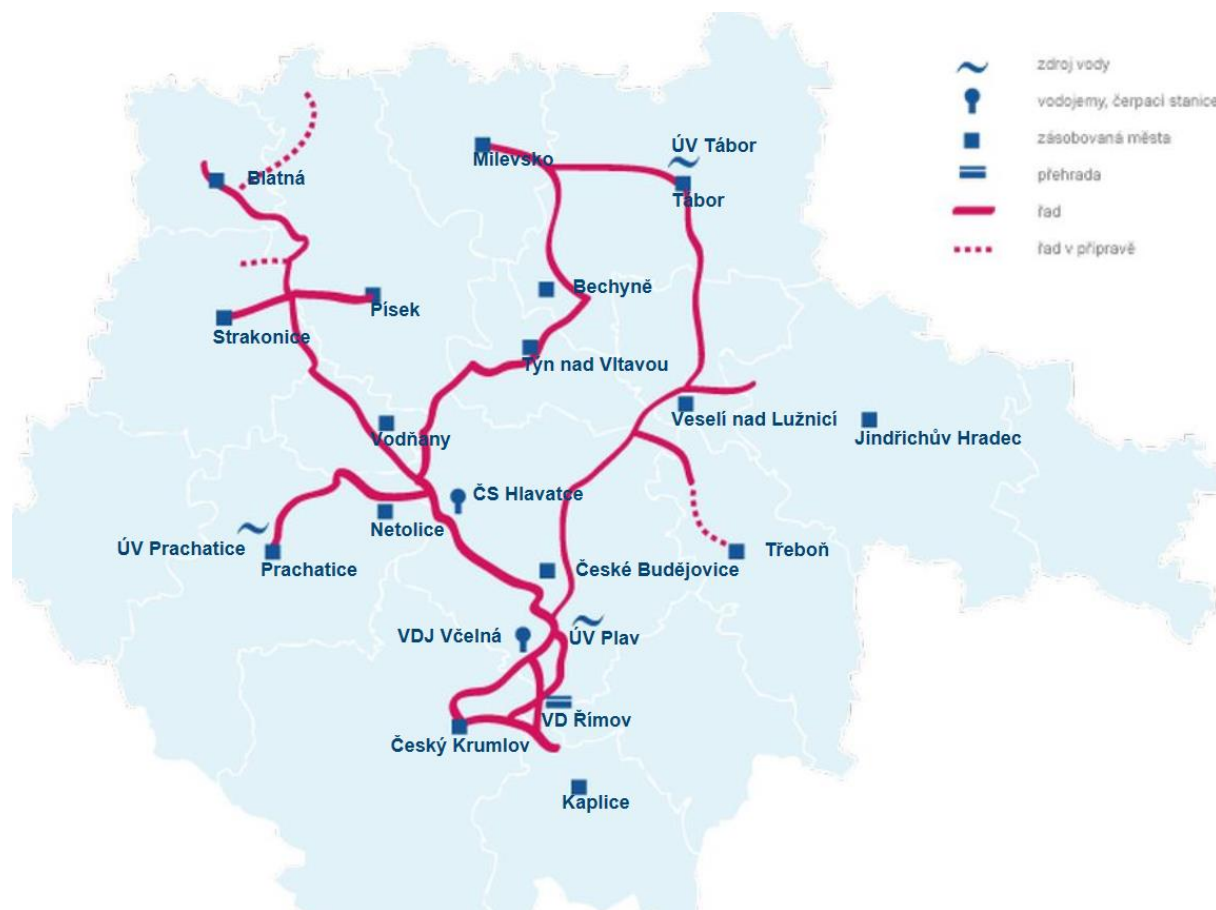 zdroj vody
vodojemy, čerpací stanice
zásobovaná města
přehrada
řad
řad v přípravě
ÚV Tábor
Milevsko
Blatná
Tábor
Bechyně
Písek
Strakonice
Týn nad Vltavou
Veselí nad Lužnicí
Jindřichův Hradec
Vodňany
ČS Hlavatce
Netolice
ÚV Prachatice
Prachatice
Třeboň
České Budějovice
VDJ Včelná
ÚV Plav
VD Římov
Český Krumlov
Kaplice